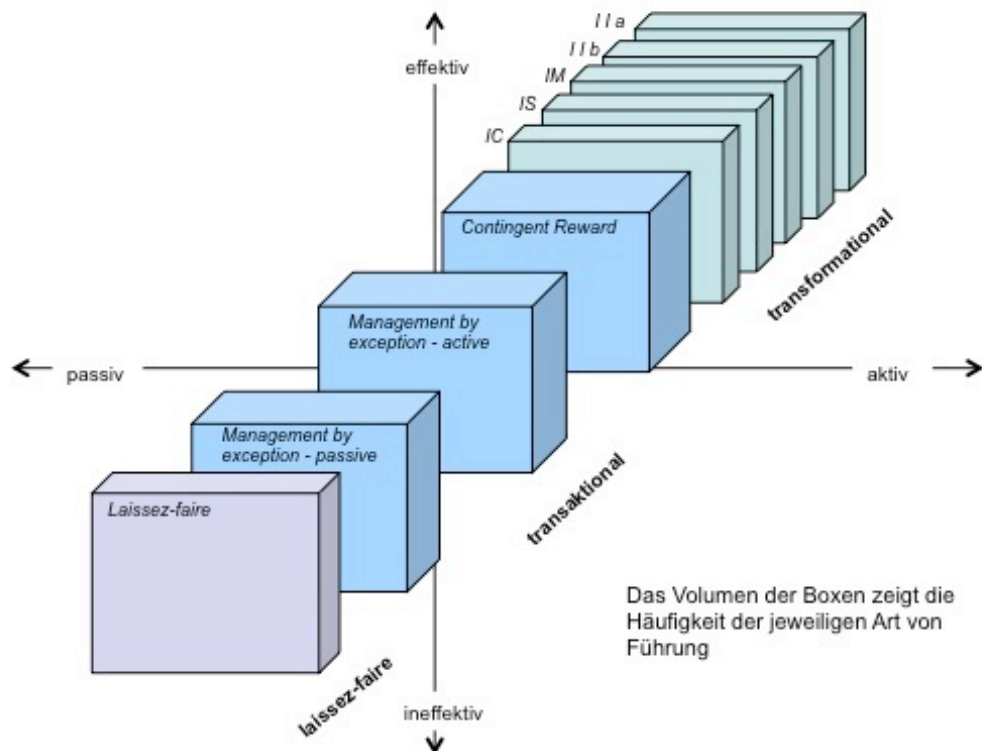 I I a
I I b
effektiv
IM
IS
IC
Contingent Reward
transformational
Management by
exception - active
passiv
aktiv
Management by
exception - passive
transaktional
Laissez-faire
Das Volumen der Boxen zeigt die
Häufigkeit der jeweiligen Art von
Führung
laissez-faire
ineffektiv